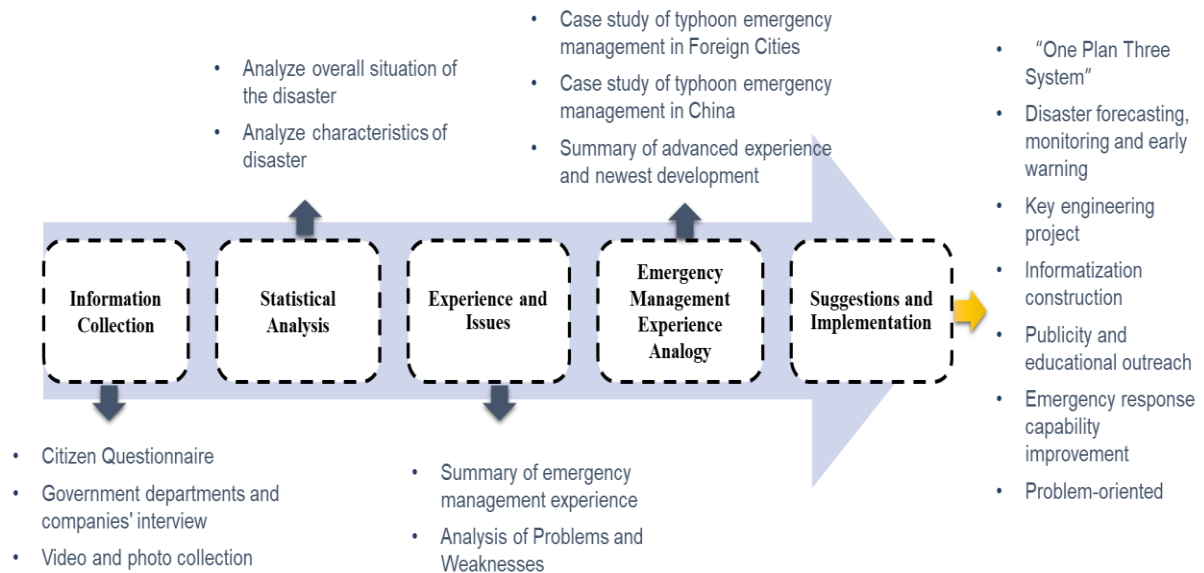 • Case study of typhoon emergency
management in Foreign Cities
• Case study of typhoon emergency
management in China
• Summary of advanced experience
and newest development
• Analyze overall situation of
the disaster
• Analyze characteristics of
disaster
• "One Plan Three
System"
• Disaster forecasting,
monitoring and early
warning
• Key engineering
project
• Informatization
construction
• Publicity and
educational outreach
• Emergency response
capability
improvement
• Problem-oriented
Information
Collection
Statistical
Analysis
Experience and
Issues
Emergency
Management
Experience
Analogy
Suggestions and
Implementation
• Citizen Questionnaire
• Government departments and
companies' interview
• Video and photo collection
• Summary of emergency
management experience
• Analysis of Problems and
Weaknesses